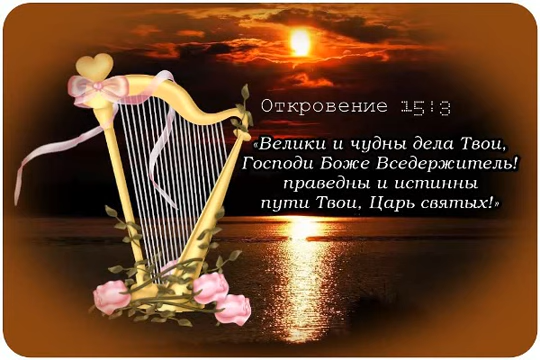 Откровение 15:3
«Велики и чудны дела Твои,
Господи Боже Вседержитель!
праведны и истинны
пути Твои, Царь святых!»